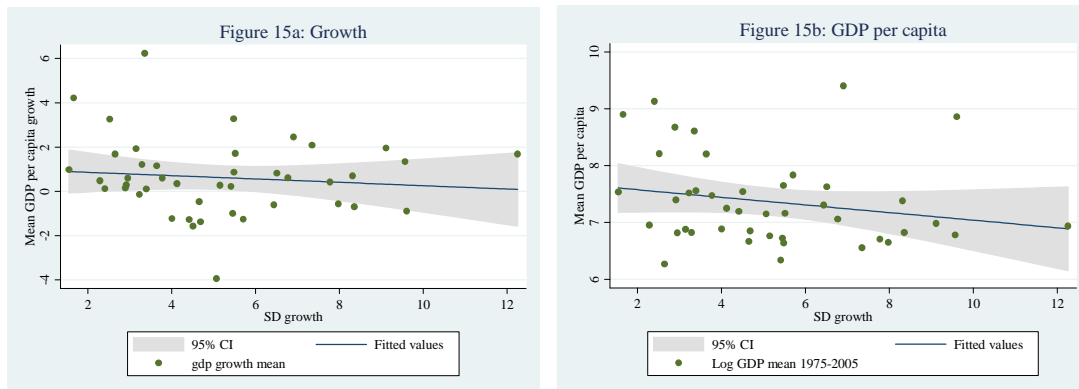 Figure 15a: Growth
Mean GDP per capita growth
6
4
2
0
-2
-4
2 4 6 8 10 12
SD growth
95% CI Fitted values
gdp growth mean
Figure 15b: GDP per capita
Mean GDP per capita
10
9
8
7
6
2 4 6 8 10 12
SD growth
95% CI Fitted values
Log GDP mean 1975-2005